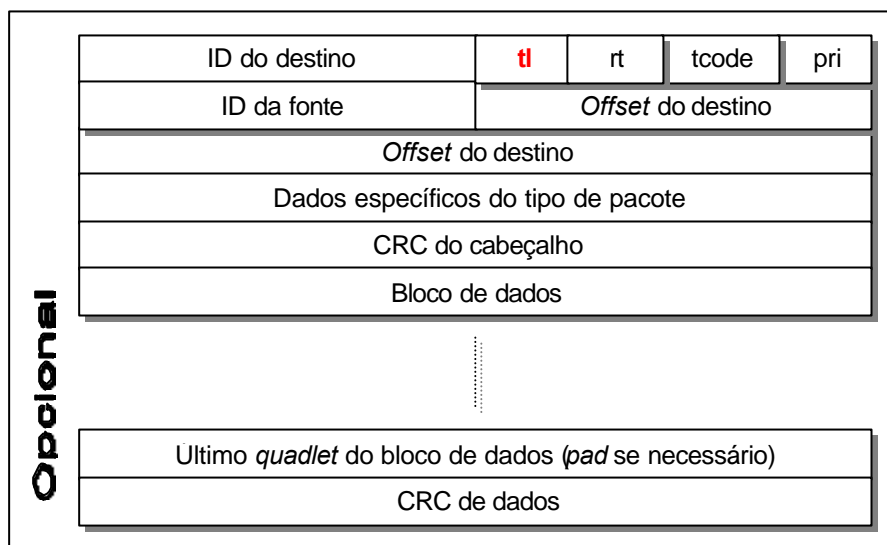 ID do destino tl rt tcode pri
ID da fonte Offset do destino
Offset do destino
Dados específicos do tipo de pacote
CRC do cabeçalho
Bloco de dados
Opcional
Último quadlet do bloco de dados (pad se necessário)
CRC de dados